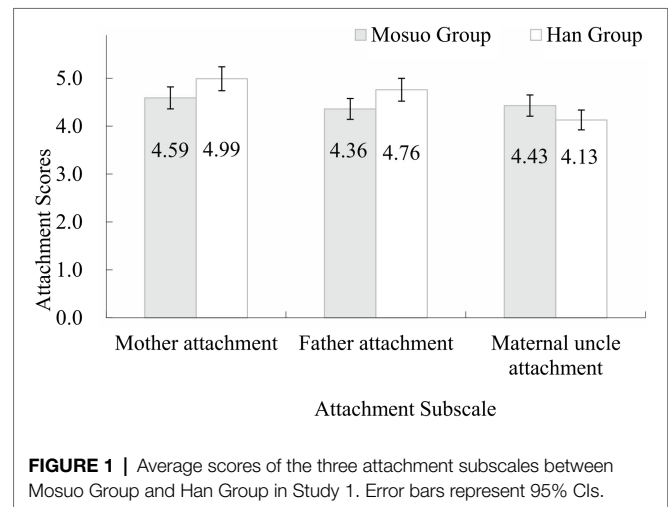 Mosuo Group Han Group
5.0
4.0
3.0
2.0
1.0
0.0
Attachment Scores
4.59 4.99 4.36 4.76 4.43 4.13
Mother attachment Father attachment Maternal uncle
attachment
Attachment Subscale
FIGURE 1 | Average scores of the three attachment subscales between
Mosuo Group and Han Group in Study 1. Error bars represent 95% CIs.